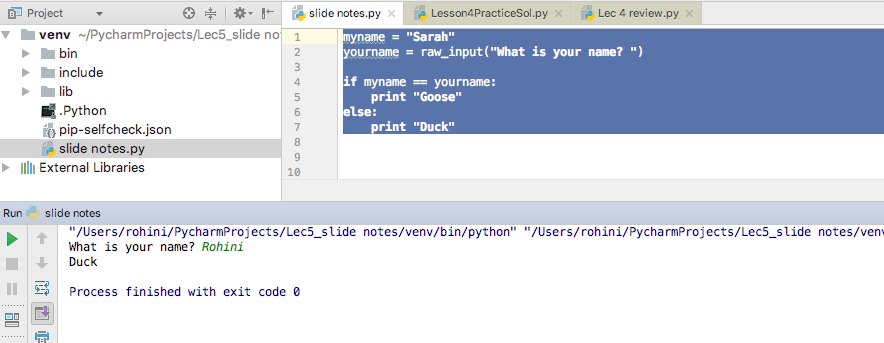 Project
slide notes.py
Lesson4PracticeSol.py
Lec 4 review.py
venv ~/PycharmProjects/Lec5_slide no
bin
include
lib
.Python
pip-selfcheck.json
slide notes.py
External Libraries
1 myname = "Sarah"
2 yourname = raw_input("What is your name? ")
3
4 if myname == yourname:
5 print "Goose"
6 else:
7 print "Duck"
8
9
10
Run slide notes
"/Users/rohini/PycharmProjects/Lec5_slide notes/venv/bin/python" "/Users/rohini/PycharmProjects/Lec5_slide notes/ven
What is your name? Rohini
Duck
Process finished with exit code 0